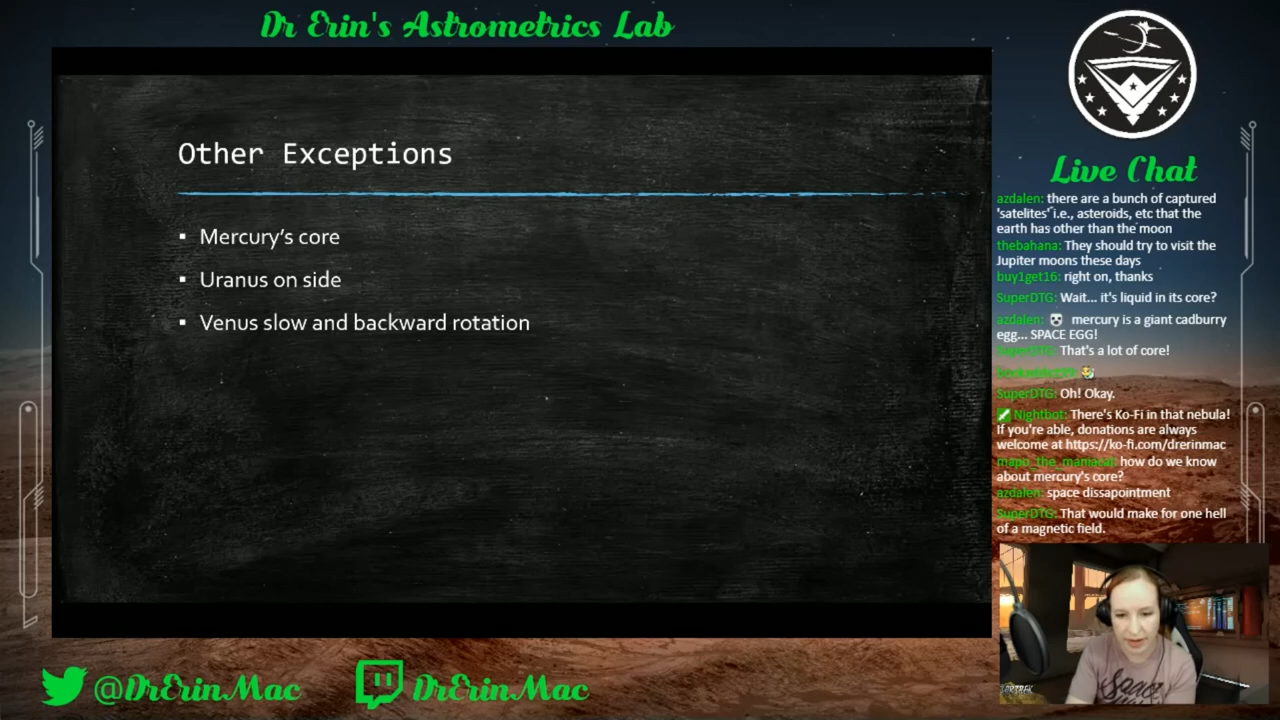 Dr Erin's Astrometrics Lab
Other Exceptions
▪ Mercury's core
▪ Uranus on side
▪ Venus slow and backward rotation
Live Chat
azdalen: there are a bunch of captured
'satelites' i.e., asteroids, etc that the
earth has other than the moon
thebahana: They should try to visit the
Jupiter moons these days
buy1get16: right on, thanks
SuperDTG: Wait... it's liquid in its core?
azdalen: mercury is a giant cadburry
egg... SPACE EGG!
SuperDTG: That's a lot of core!
SuperDTG: Oh! Okay.
Nightbot: There's Ko-Fi in that nebula!
If you're able, donations are always
welcome at https://ko-fi.com/drerinmac
how do we know
about mercury's core?
azdalen: space dissapointment
SuperDTG: That would make for one hell
of a magnetic field.
@DrErinMac
DrErinMac